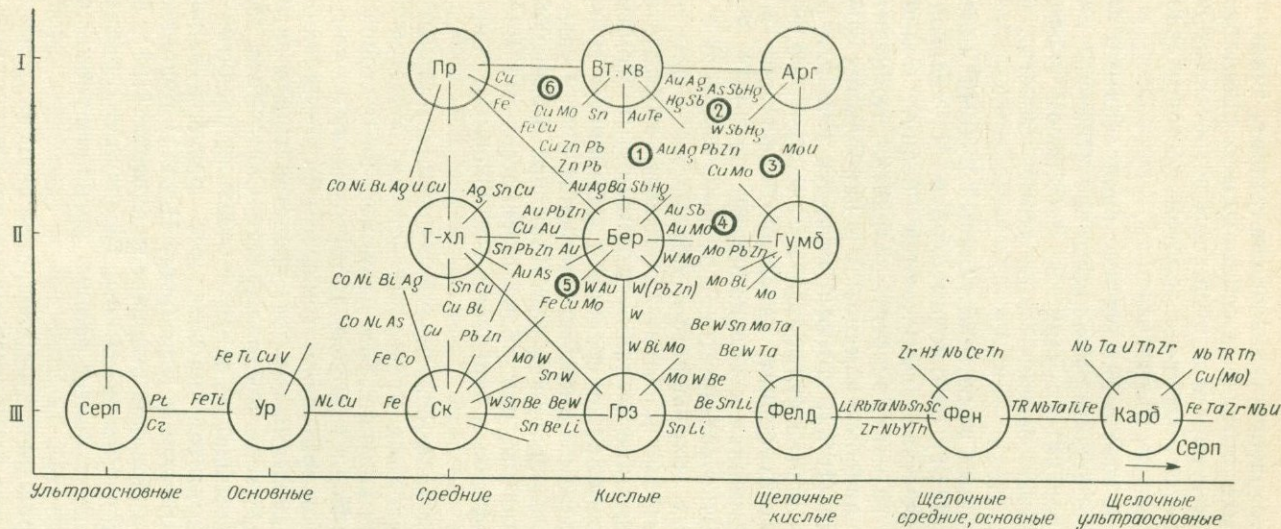 I
Пр
Вт. кв
Арг
Cu
Fe
6
Cu Mo
Fe Cu
Sn
Au Te
Au Ag
Hg Sb
As Sb Hg
2
W Sb Hg
Cu Zn Pb
Zn Pb
1
Au Ag Pb Zn
3
Mo U
Cu Mo
Co Ni Bi Ag U Cu
Ag Sn Cu
Au Ag Ba Sb Hg
Au Pb Zn
Au Sb
II
Т-хл
Cu Au
Бер
Au Mo
4
Гумб
Sn Pb Zn Au
W Mo
Mo Pb Zn
Co Ni Bi Ag
Sn Cu
Au As
5
W Au
W (Pb Zn)
Mo Bi
Mo
Cu Bi
Fe Cu Mo
W
Co Ni As
Cu
Pb Zn
Be W Sn Mo Ta
Fe Ti Cu V
Fe Co
Mo W
Sn W
W Bi Mo
Be W Ta
Zr Hf Nb Ce Th
Nb Ta U Th Zr
Nb TR Th
Cu (Mo)
Mo W Be
III
Серп
Pt
Cr
Fe Ti
Ур
Ni Cu
Fe
Ск
W Sn Be
Be W
Sn Be Li
Грз
Be Sn Li
Sn Li
Фелд
Li Rb Ta Nb Sn Sc
Zr Nb Y Th
Фен
TR Nb Ta Ti Fe
Карб
Fe Ta Zr Nb U
Серп
Ультраосновные
Основные
Средние
Кислые
Щелочные
кислые
Щелочные
средние, основные
Щелочные
ультраосновные